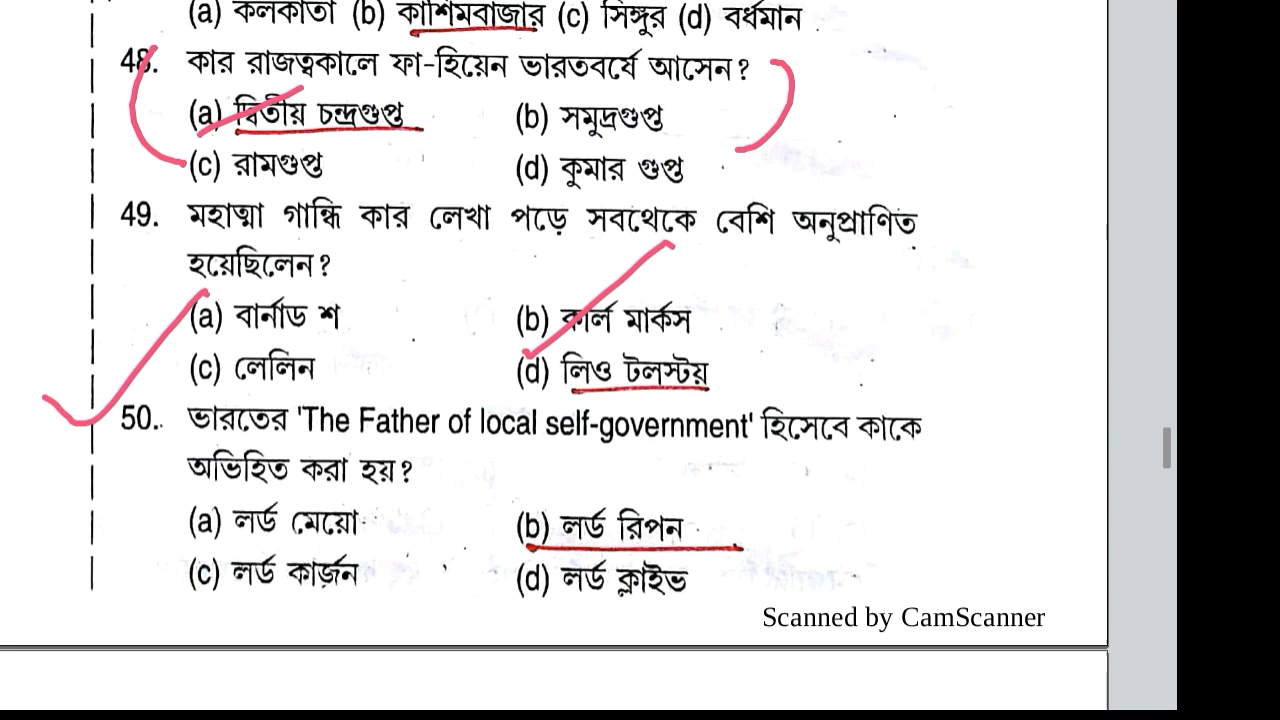 (a) কলকাতা (b) কাশিমবাজার (c) সিঙ্গুর (d) বর্ধমান
48. কার রাজত্বকালে ফা-হিয়েন ভারতবর্ষে আসেন?
(a) দ্বিতীয় চন্দ্রগুপ্ত (b) সমুদ্রগুপ্ত
(c) রামগুপ্ত (d) কুমার গুপ্ত
49. মহাত্মা গান্ধি কার লেখা পড়ে সবথেকে বেশি অনুপ্রাণিত
হয়েছিলেন?
(a) বার্নাড শ (b) কার্ল মার্কস
(c) লেলিন (d) লিও টলস্টয়
50. ভারতের 'The Father of local self-government' হিসেবে কাকে
অভিহিত করা হয়?
(a) লর্ড মেয়ো (b) লর্ড রিপন
(c) লর্ড কার্জন (d) লর্ড ক্লাইভ
Scanned by CamScanner